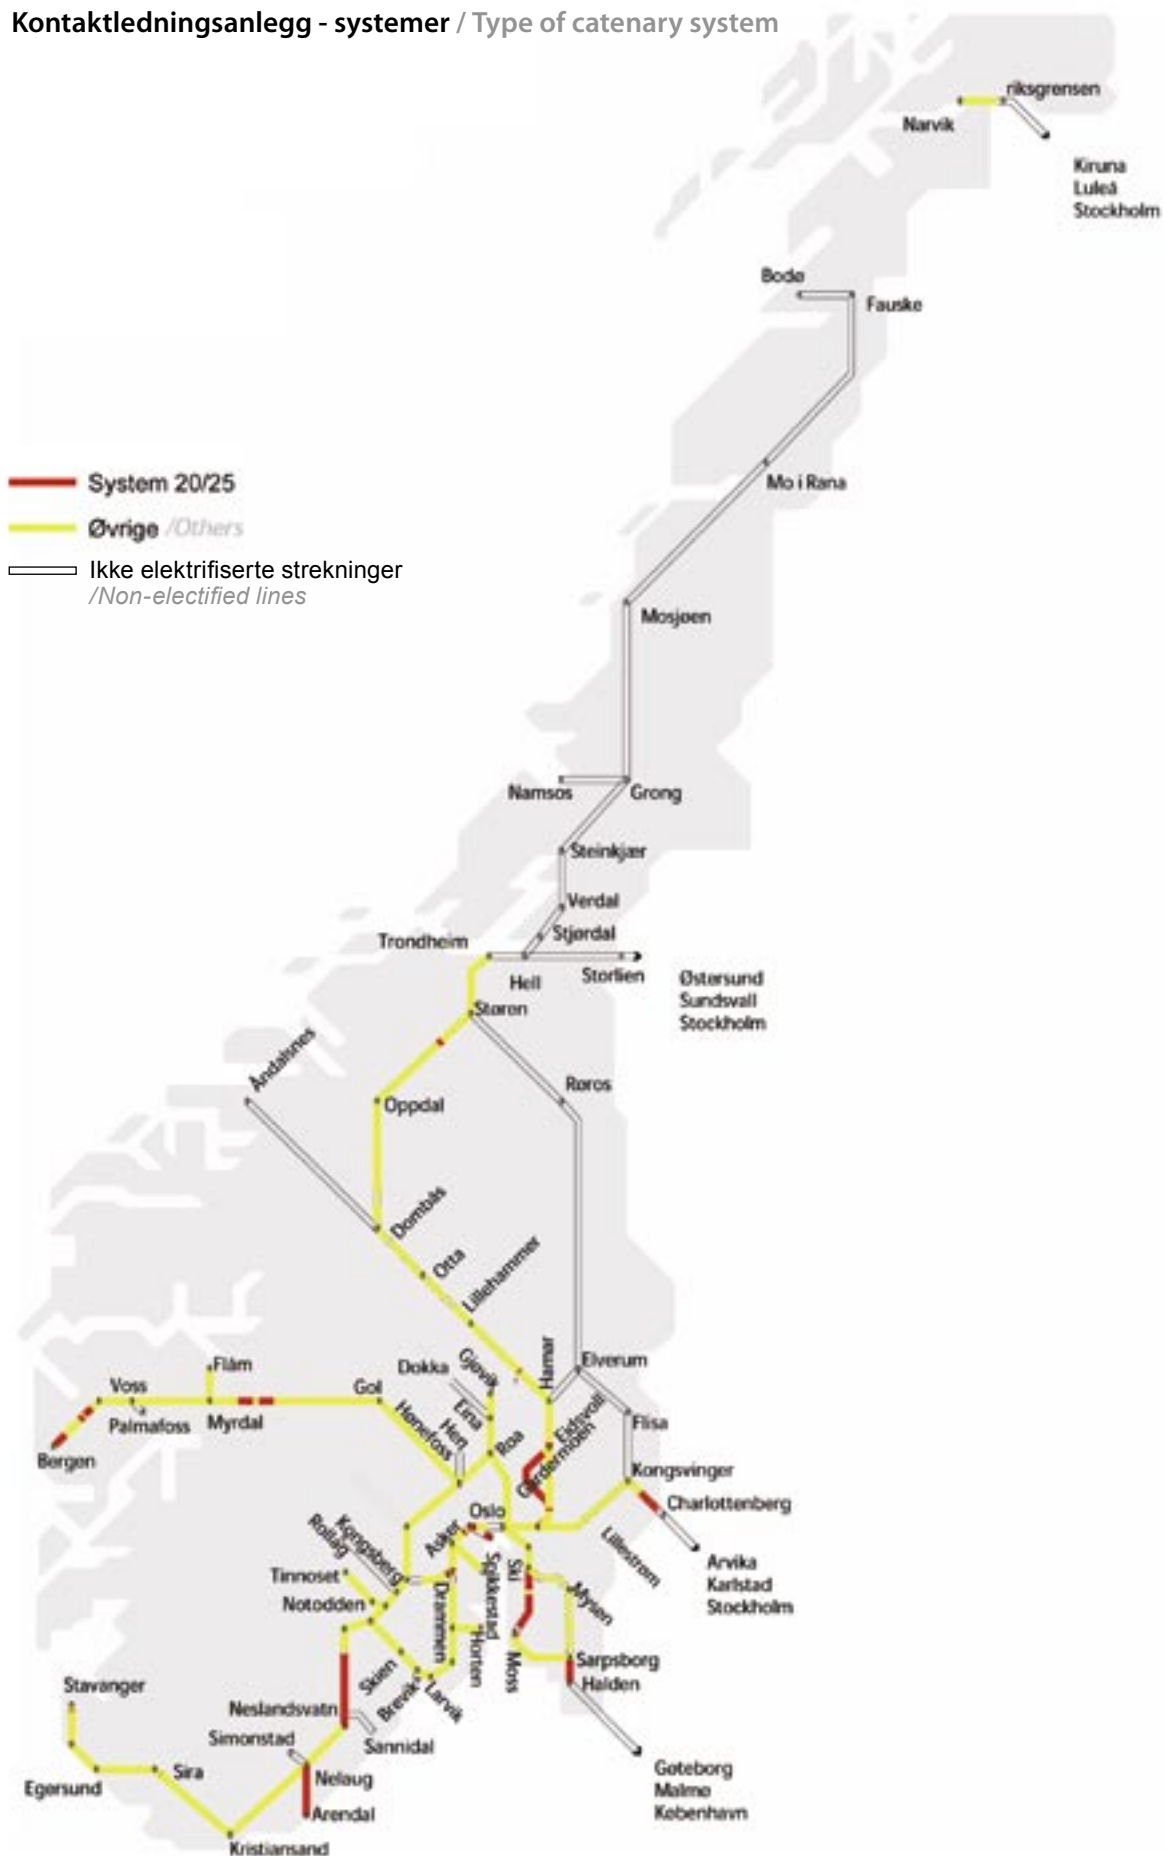 Kontaktledningsanlegg - systemer / Type of catenary system
riksgrensen
Narvik
Kiruna
Luleå
Stockholm
Bodø
Fauske
System 20/25
Mo i Rana
Øvrige /Others
Ikke elektrifiserte strekninger
/Non-electified lines
Mosjøen
Namsos
Grong
Steinkjær
Verdal
Stjørdal
Trondheim
Hell
Storlien
Østersund
Sundsvall
Stockholm
Støren
Åndalsnes
Røros
Oppdal
Dombås
Otta
Lillehammer
Hamar
Elverum
Flåm
Gjøvik
Dokka
Voss
Gol
Palmafoss
Myrdal
Eina
Hønefoss
Hen
Roa
Eidsvoll
Gardermoen
Flisa
Bergen
Kongsvinger
Charlottenberg
Oslo
Asker
Kongsberg
Rollag
Spikkestad
Ski
Lillestrøm
Arvika
Karlstad
Stockholm
Tinnoset
Notodden
Drammen
Mysen
Horten
Moss
Sarpsborg
Halden
Skien
Brevik
Larvik
Stavanger
Neslandsvatn
Simonstad
Sannidal
Gøteborg
Malmø
København
Egersund
Sira
Nelaug
Arendal
Kristiansand